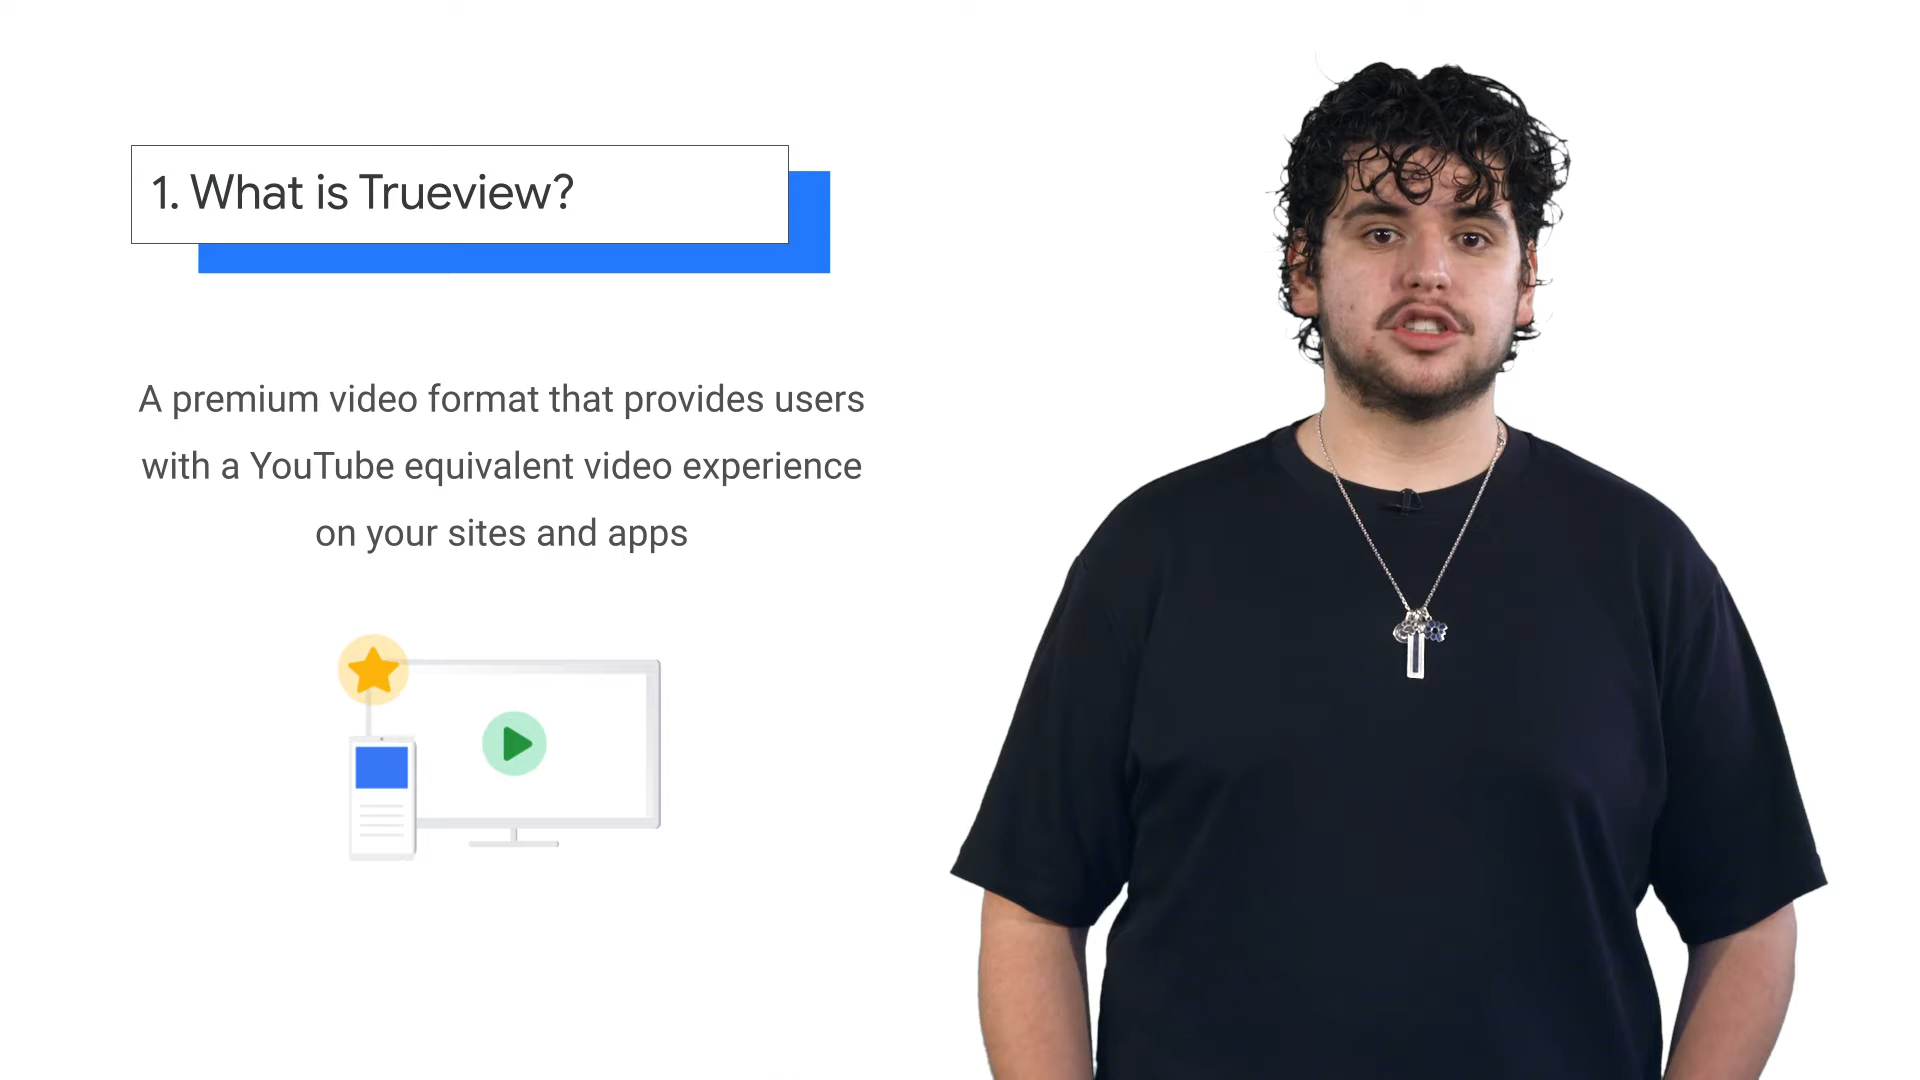 1. What is Trueview?
A premium video format that provides users
with a YouTube equivalent video experience
on your sites and apps